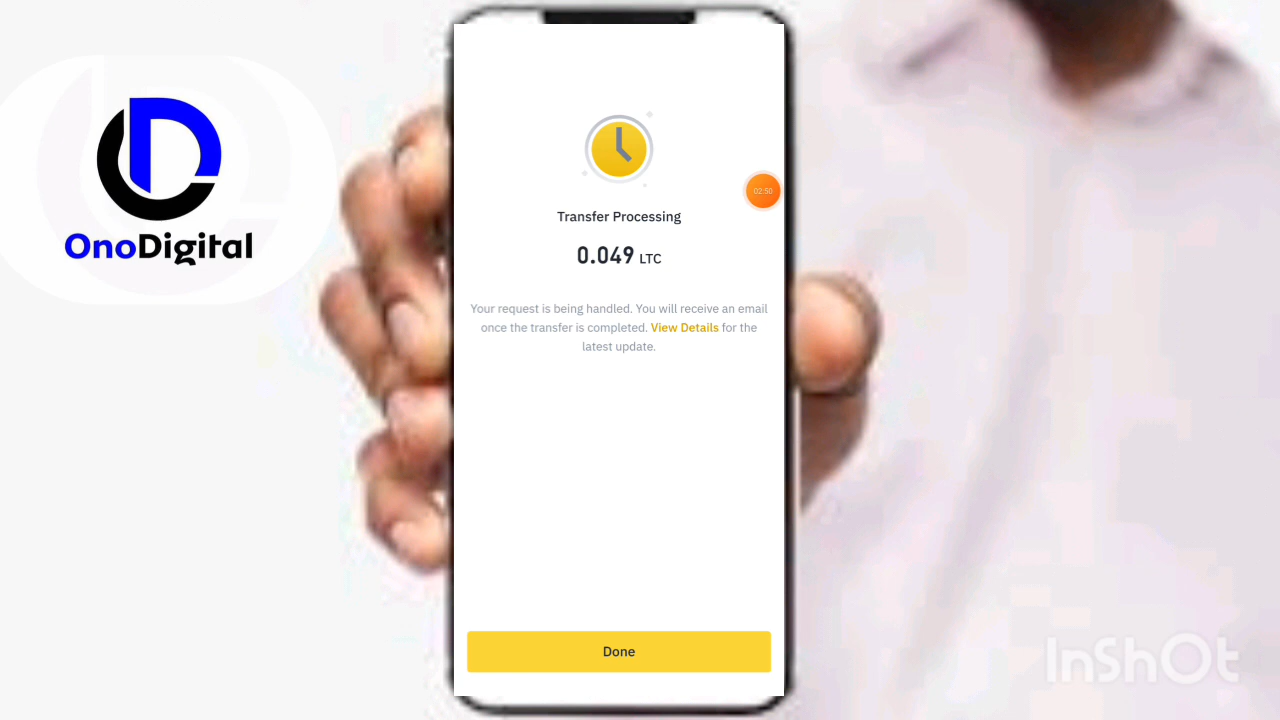 OnoDigital
02:50
Transfer Processing
0.049 LTC
Your request is being handled. You will receive an email
once the transfer is completed. View Details for the
latest update.
Done
InShOt